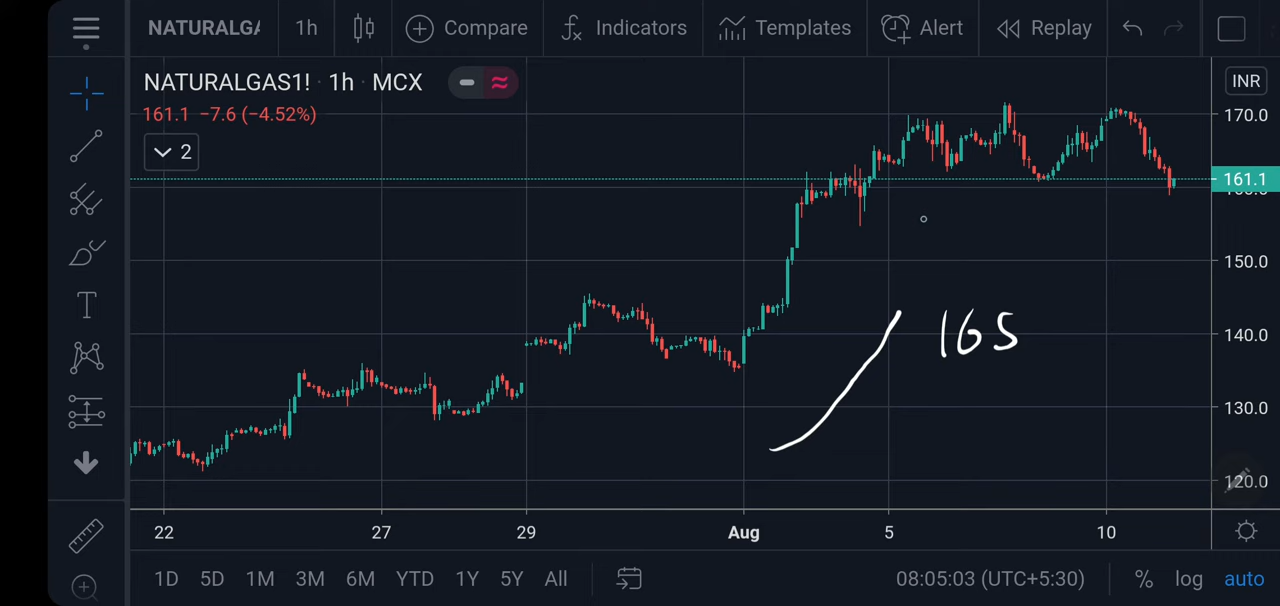 NATURALGA 1h Compare Indicators Templates Alert Replay
NATURALGAS1! · 1h · MCX
INR
161.1 −7.6 (−4.52%)
2
170.0
161.1
150.0
140.0
165
130.0
120.0
22 27 29 Aug 5 10
1D 5D 1M 3M 6M YTD 1Y 5Y All 08:05:03 (UTC+5:30) % log auto